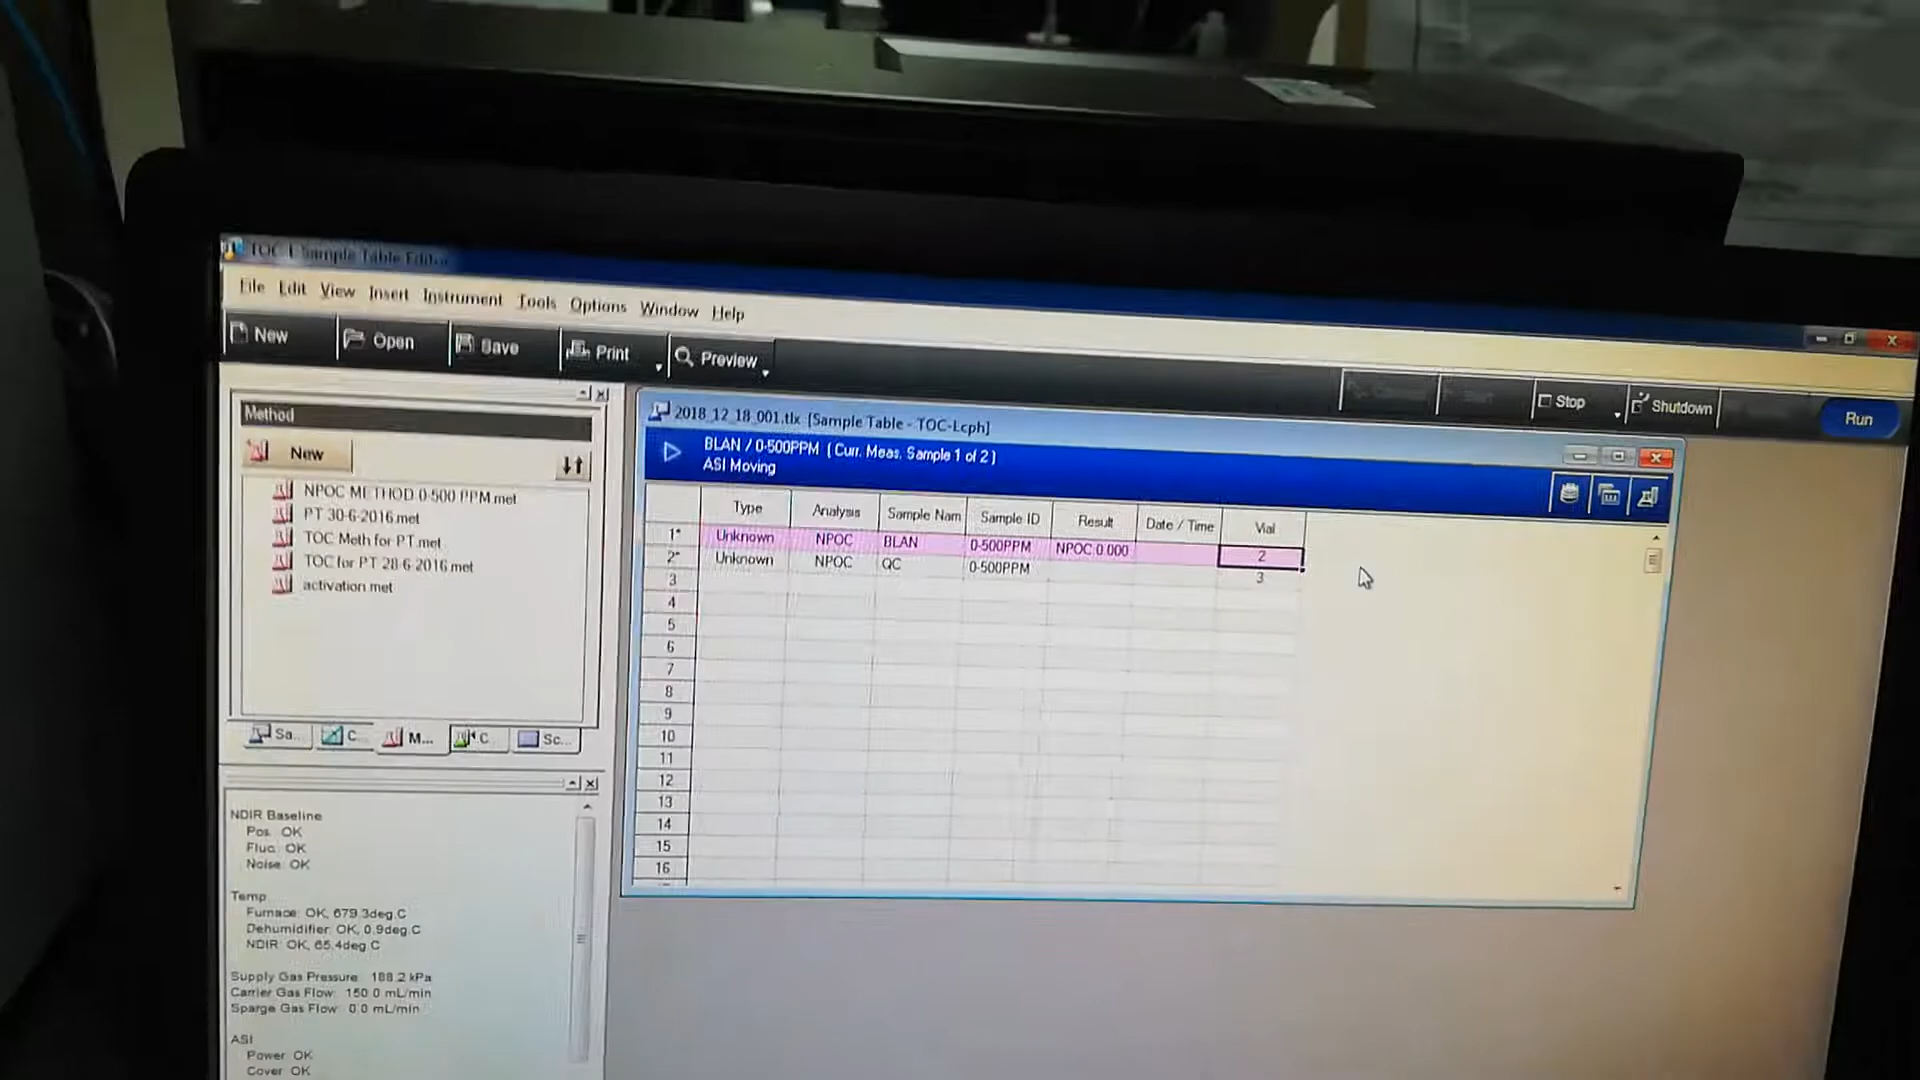 TOC-L Sample Table Editor
File Edit View Insert Instrument Tools Options Window Help
New Open Save Print Preview
Stop Shutdown Run
Method
New
NPOC METHOD 0-500 PPM.met
PT 30-6-2016.met
TOC Meth for PT.met
TOC for PT 28-6-2016.met
activation.met
Sa... C... M... C... Sc...
NDIR Baseline
Pos: OK
Fluc: OK
Noise: OK
Temp
Furnace: OK, 679.3deg.C
Dehumidifier: OK, 0.9deg.C
NDIR: OK, 65.4deg.C
Supply Gas Pressure: 188.2 kPa
Carrier Gas Flow: 150.0 mL/min
Sparge Gas Flow: 0.0 mL/min
ASI
Power: OK
Cover: OK
2018_12_18_001.tlx [Sample Table - TOC-Lcph]
BLAN / 0-500PPM ( Curr. Meas. Sample 1 of 2 )
ASI Moving
Type Analysis Sample Nam Sample ID Result Date / Time Vial
1* Unknown NPOC BLAN 0-500PPM NPOC:0.000 2
2* Unknown NPOC QC 0-500PPM 3
3
4
5
6
7
8
9
10
11
12
13
14
15
16